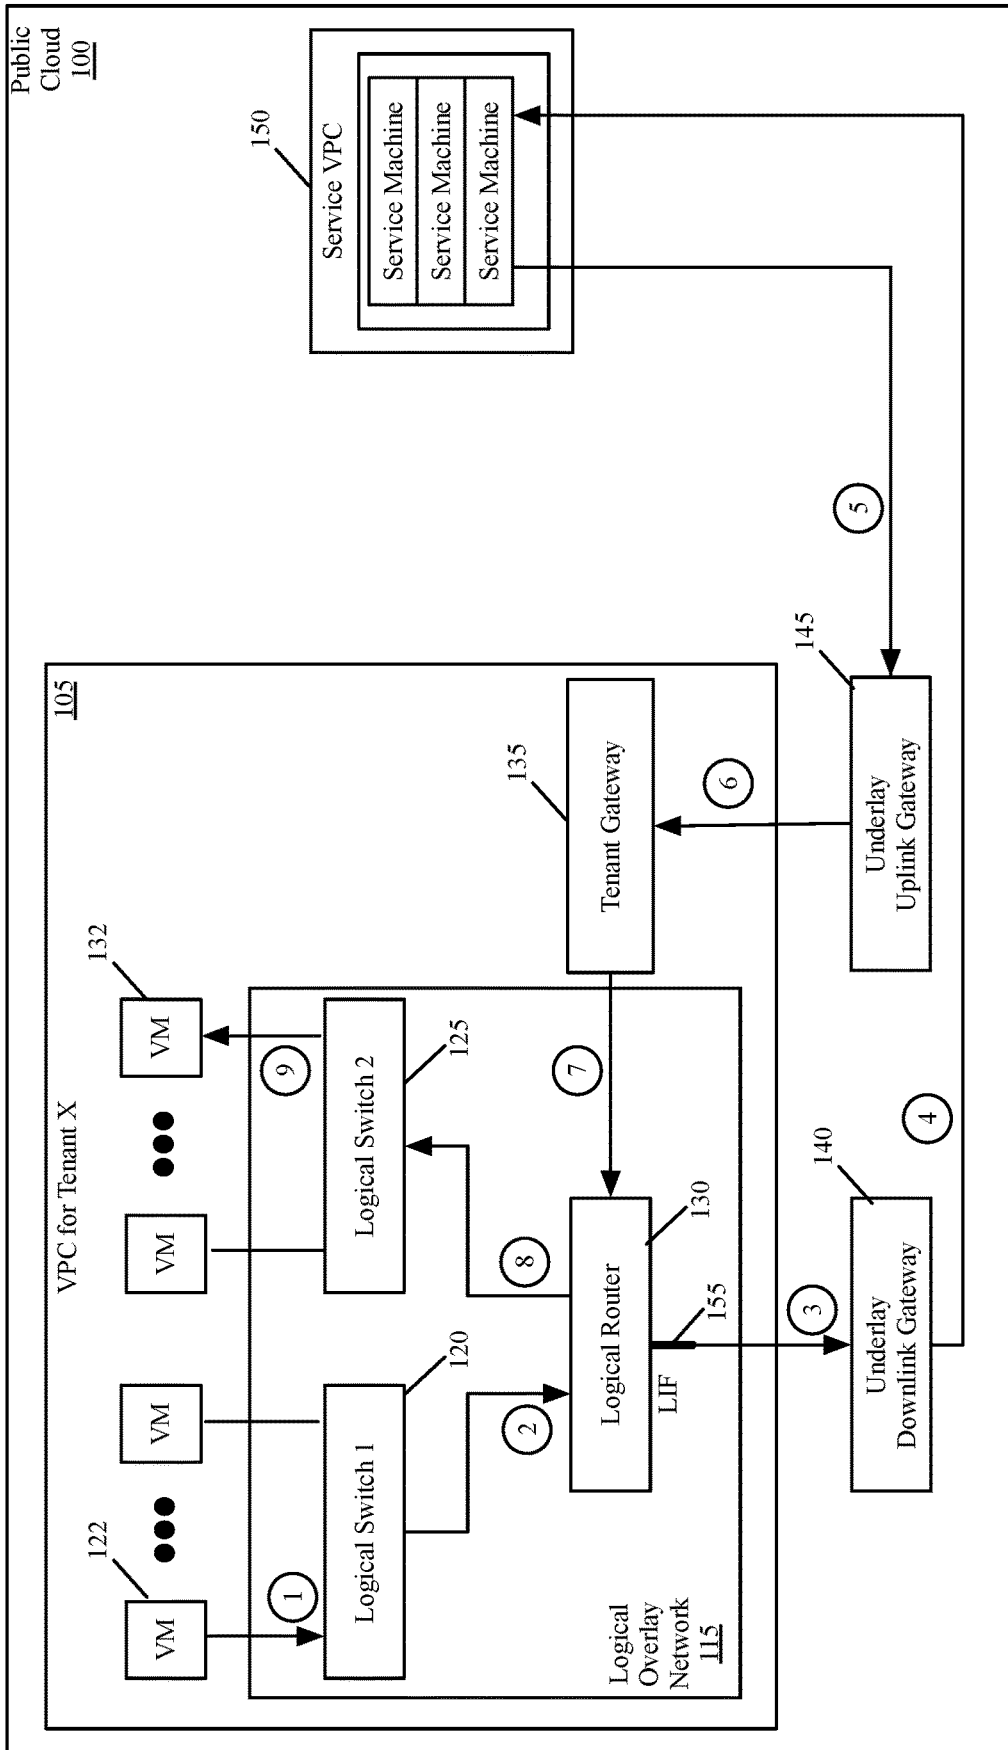 Public
Cloud
100
VPC for Tenant X
105
122
VM
VM
VM
132
VM
1
9
Logical Switch 1
120
Logical Switch 2
125
2
8
7
Logical Router
130
LIF
155
Logical
Overlay
Network
115
135
Tenant Gateway
6
3
140
Underlay
Downlink Gateway
145
Underlay
Uplink Gateway
4
5
150
Service VPC
Service Machine
Service Machine
Service Machine